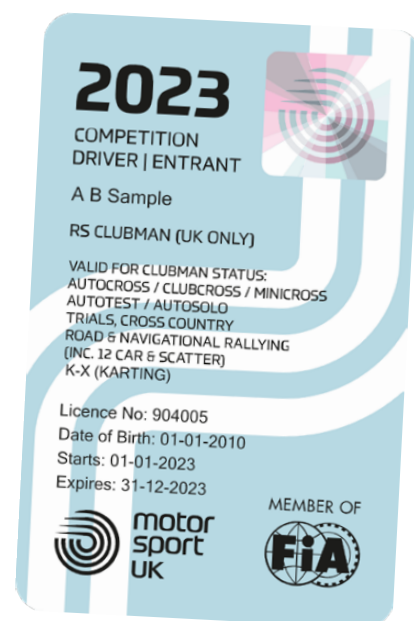 2023
COMPETITION
DRIVER | ENTRANT
A B Sample
RS CLUBMAN (UK ONLY)
VALID FOR CLUBMAN STATUS:
AUTOCROSS / CLUBCROSS / MINICROSS
AUTOTEST / AUTOSOLO
TRIALS, CROSS COUNTRY
ROAD & NAVIGATIONAL RALLYING
(INC. 12 CAR & SCATTER)
K-X (KARTING)
Licence No: 904005
Date of Birth: 01-01-2010
Starts: 01-01-2023
Expires: 31-12-2023
motor
sport
UK
MEMBER OF
FiA